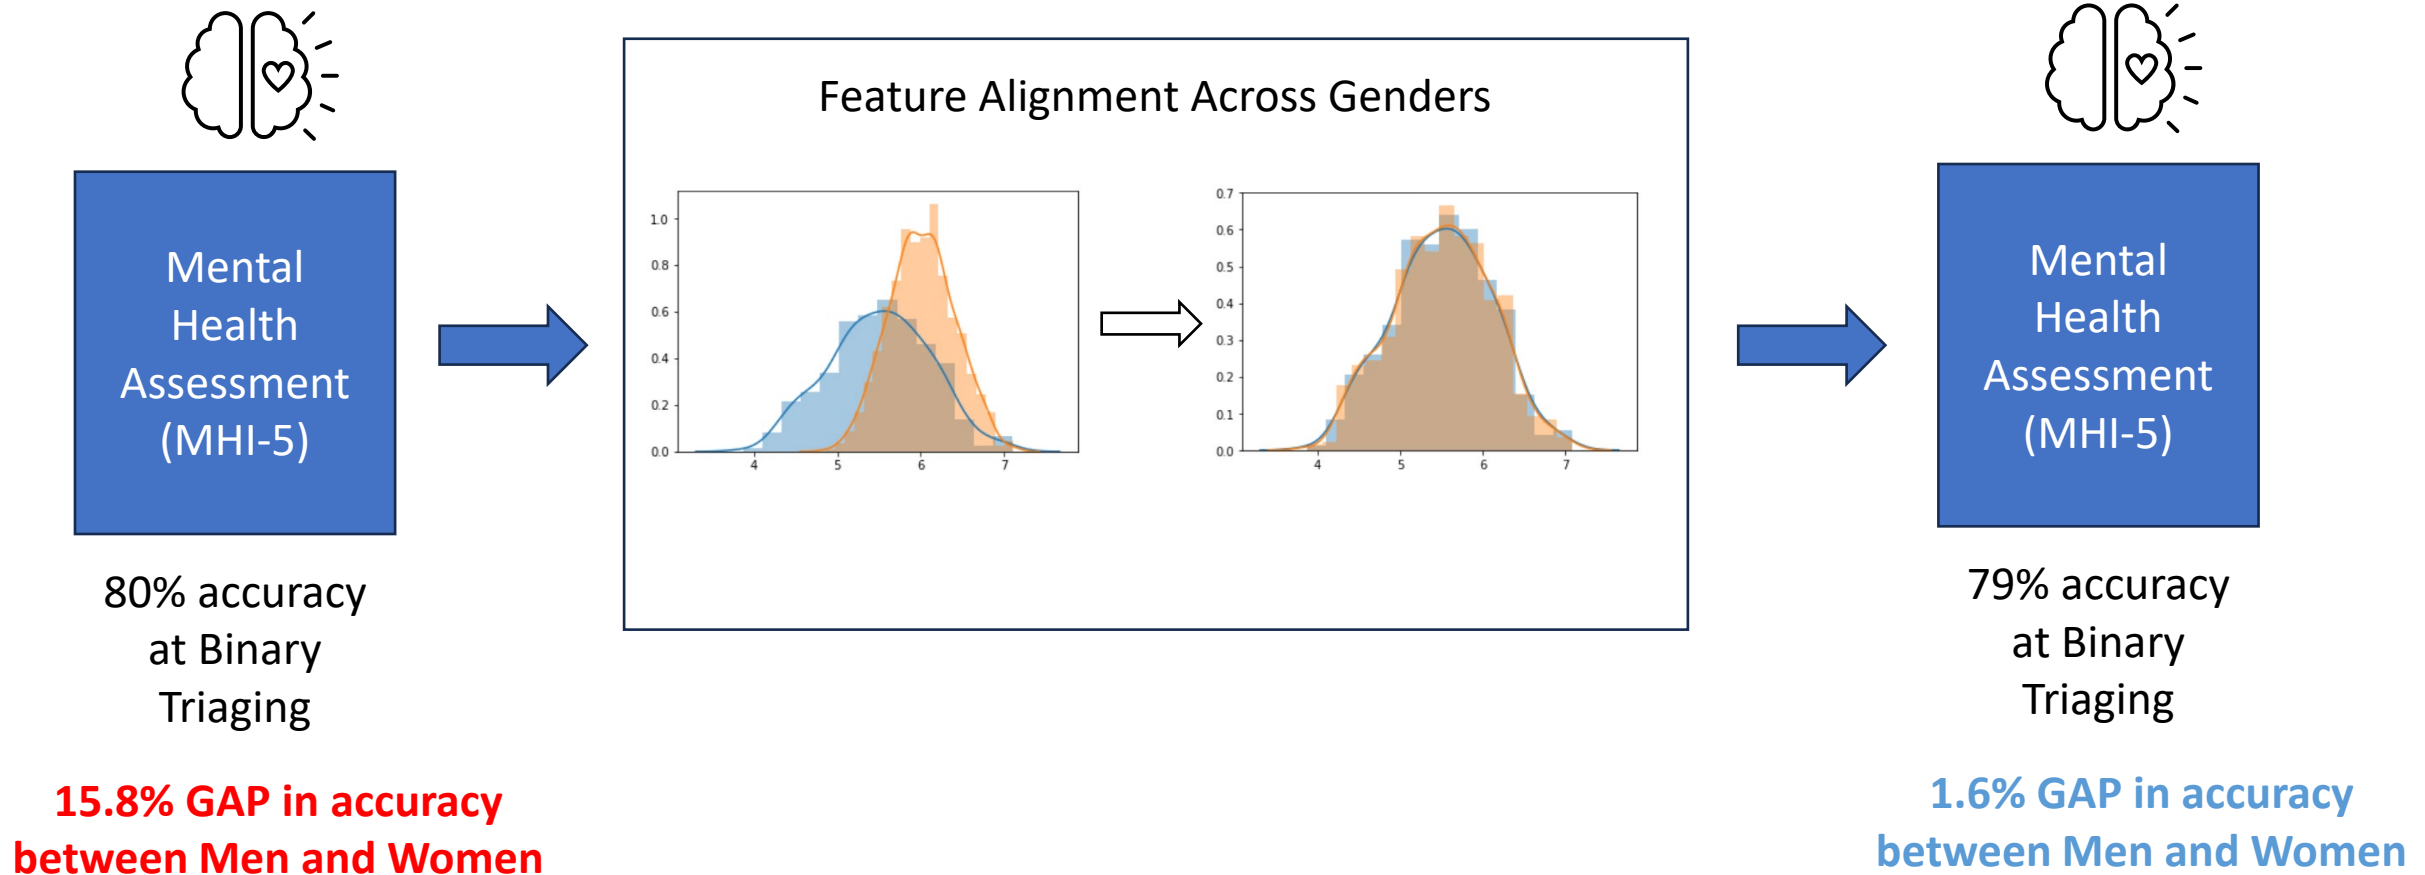 Feature Alignment Across Genders
Mental
Health
Assessment
(MHI-5)
80% accuracy
at Binary
Triaging
15.8% GAP in accuracy
between Men and Women
1.0
0.8
0.6
0.4
0.2
0.0
4 5 6 7
0.7
0.6
0.5
0.4
0.3
0.2
0.1
0.0
4 5 6 7
Mental
Health
Assessment
(MHI-5)
79% accuracy
at Binary
Triaging
1.6% GAP in accuracy
between Men and Women